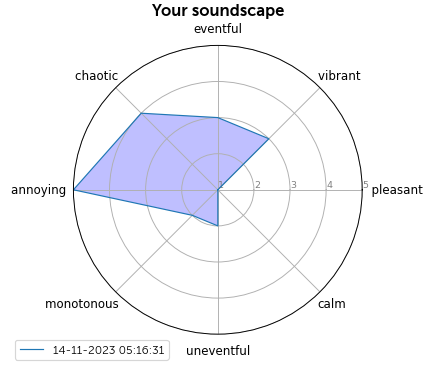 Your soundscape
eventful
chaotic
vibrant
annoying
1
2
3
4
5
pleasant
monotonous
calm
14-11-2023 05:16:31
uneventful